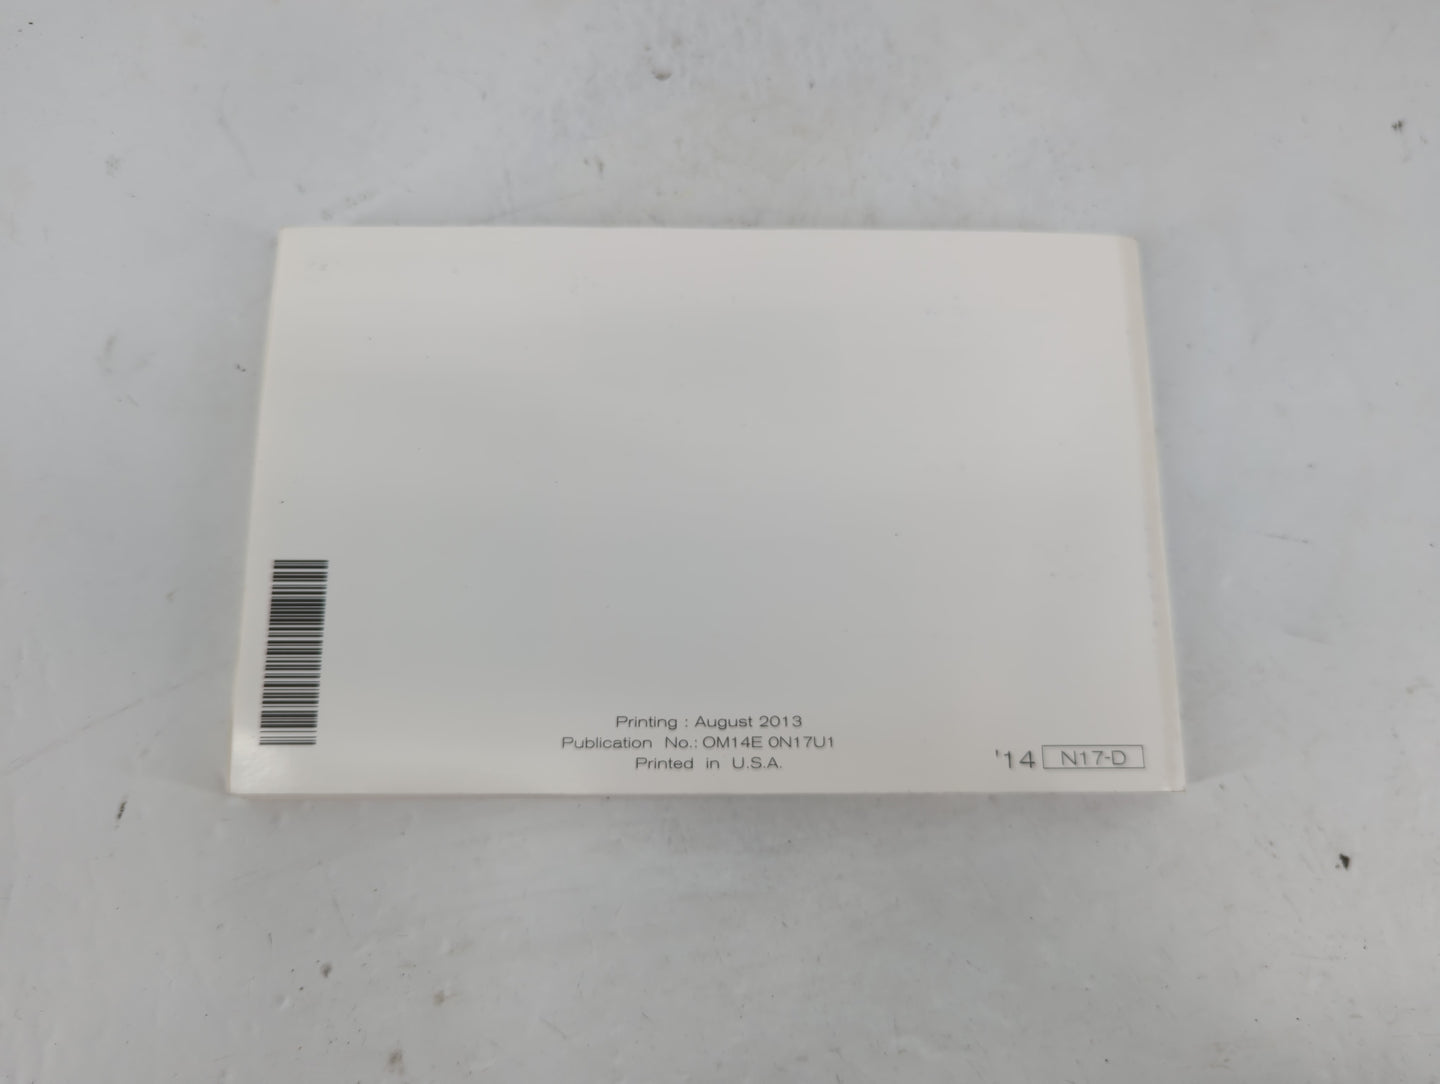 Printing : August 2013
Publication No.: OM14E 0N17U1
Printed in U.S.A.
'14 N17-D